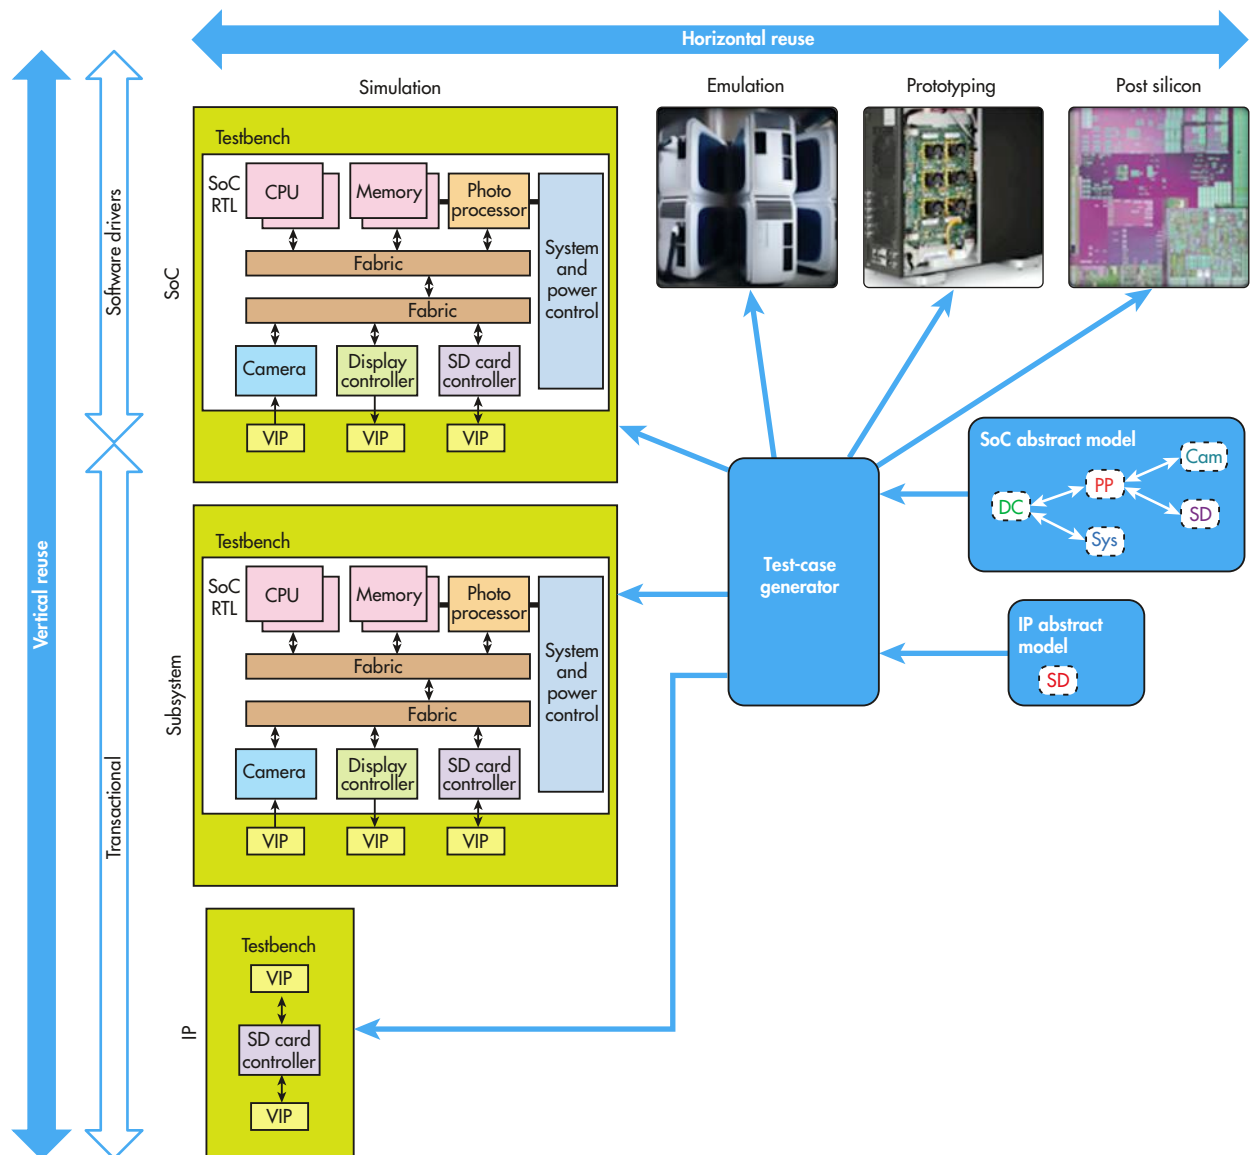 Horizontal reuse
Simulation
Emulation
Prototyping
Post silicon
Vertical reuse
Software drivers
Transactional
SoC
Testbench
SoC
RTL
CPU
Memory
Photo
processor
System
and
power
control
Fabric
Fabric
Camera
Display
controller
SD card
controller
VIP
VIP
VIP
Subsystem
Testbench
SoC
RTL
CPU
Memory
Photo
processor
System
and
power
control
Fabric
Fabric
Camera
Display
controller
SD card
controller
VIP
VIP
VIP
IP
Testbench
VIP
SD card
controller
VIP
Test-case
generator
SoC abstract model
Cam
PP
DC
SD
Sys
IP abstract
model
SD